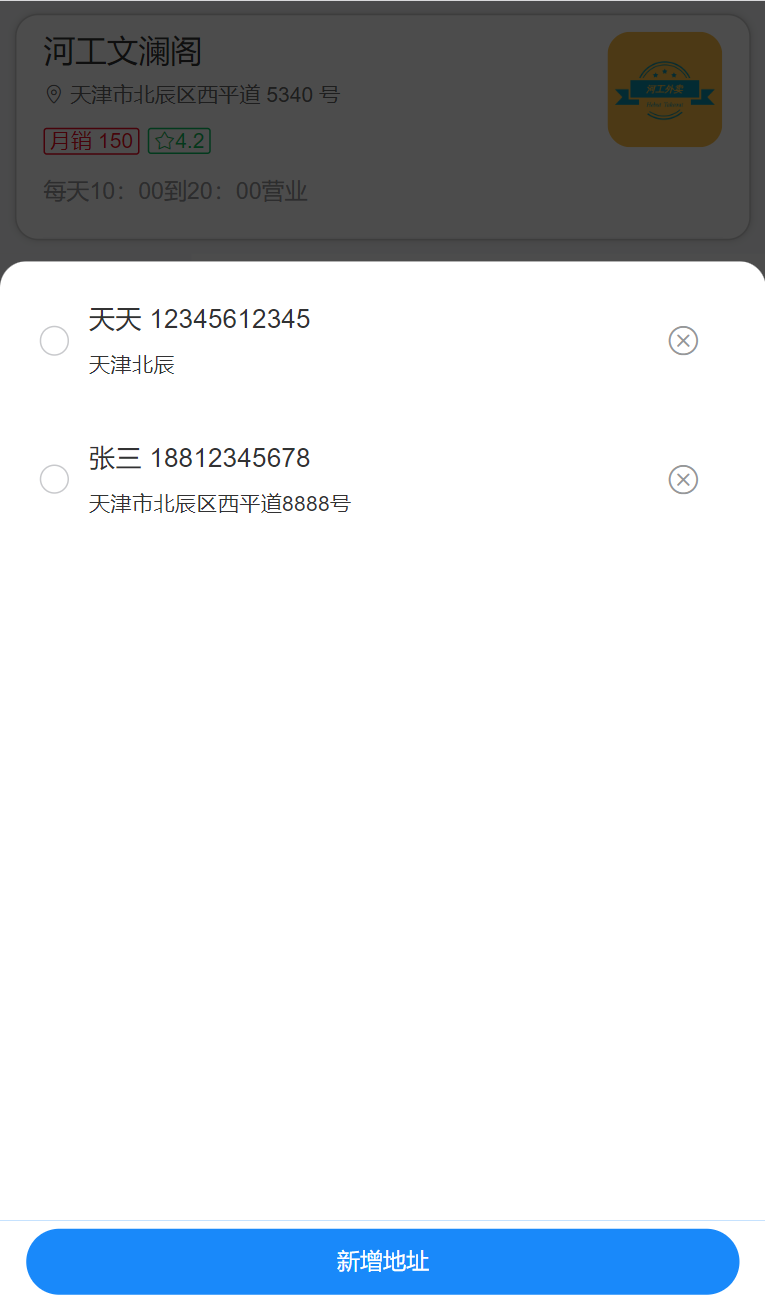 河工文澜阁
天津市北辰区西平道 5340 号
河工外卖
月销 150 4.2
每天10：00到20：00营业
天天 12345612345
天津北辰
张三 18812345678
天津市北辰区西平道8888号
新增地址